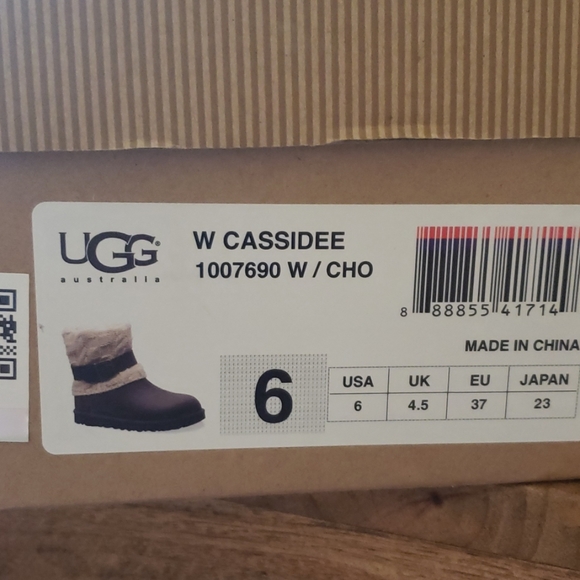 UGG®
australia
W CASSIDEE
1007690 W / CHO
8 88855 41714
MADE IN CHINA
6
USA UK EU JAPAN
6 4.5 37 23